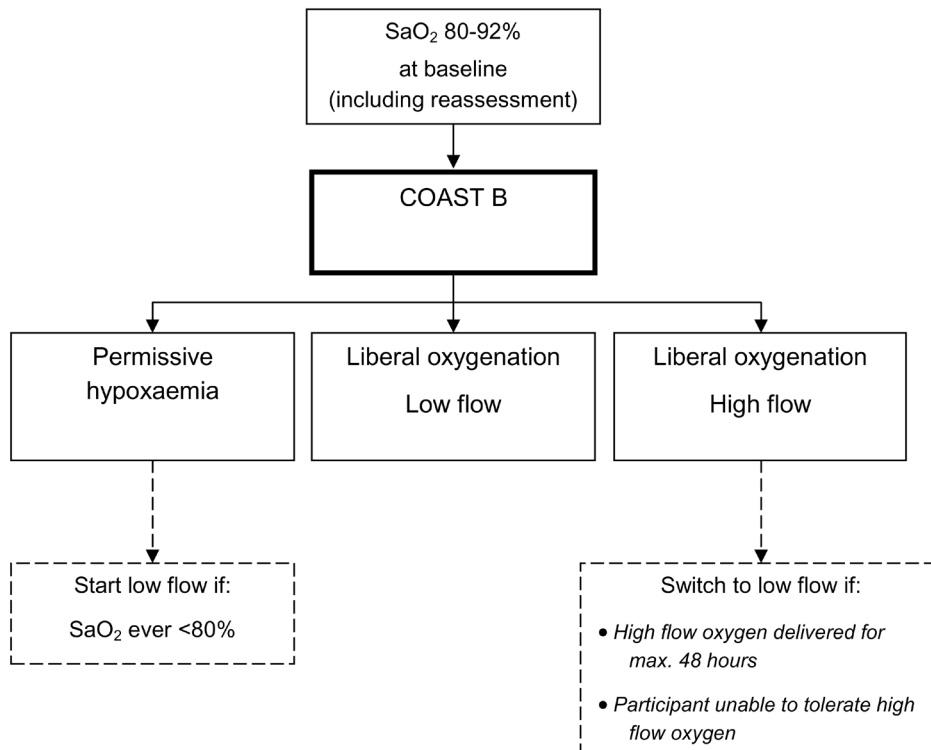 SaO₂ 80-92%
at baseline
(including reassessment)
COAST B
Permissive
hypoxaemia
Liberal oxygenation
Low flow
Liberal oxygenation
High flow
Start low flow if:
SaO₂ ever <80%
Switch to low flow if:
• High flow oxygen delivered for
max. 48 hours
• Participant unable to tolerate high
flow oxygen